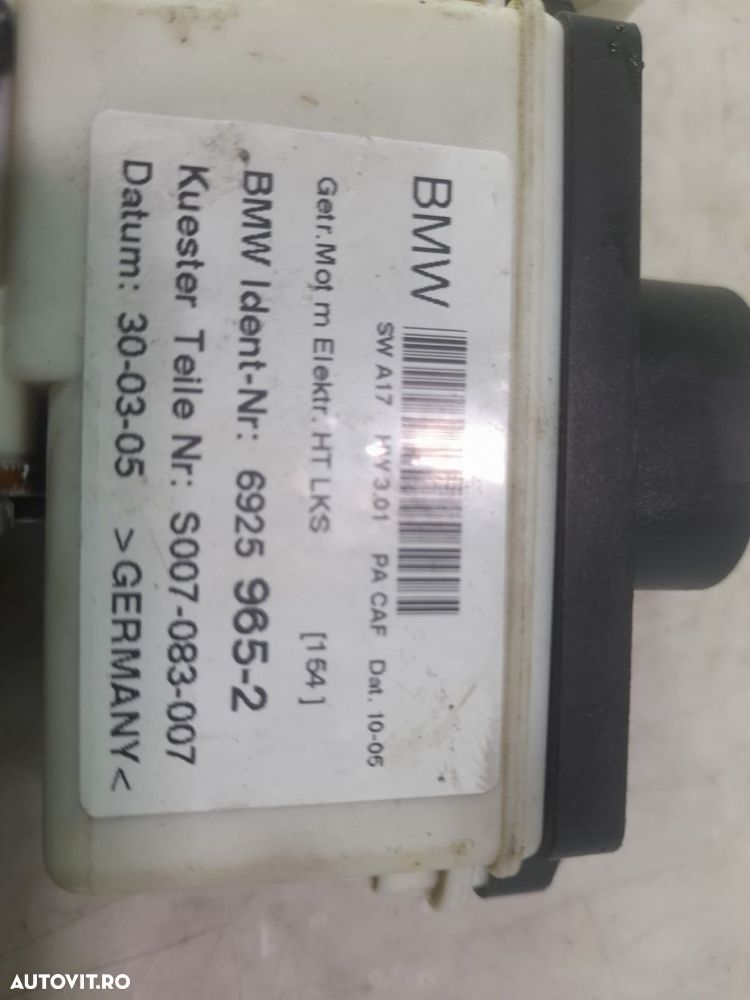 BMW
SW A17 HW 3.01 PA CAF Dat. 10-05
Getr.Mot m Elektr. HT LKS [154]
BMW Ident-Nr: 6925 965-2
Kuester Teile Nr: S007-083-007
Datum: 30-03-05 >GERMANY<
AUTOVIT.RO